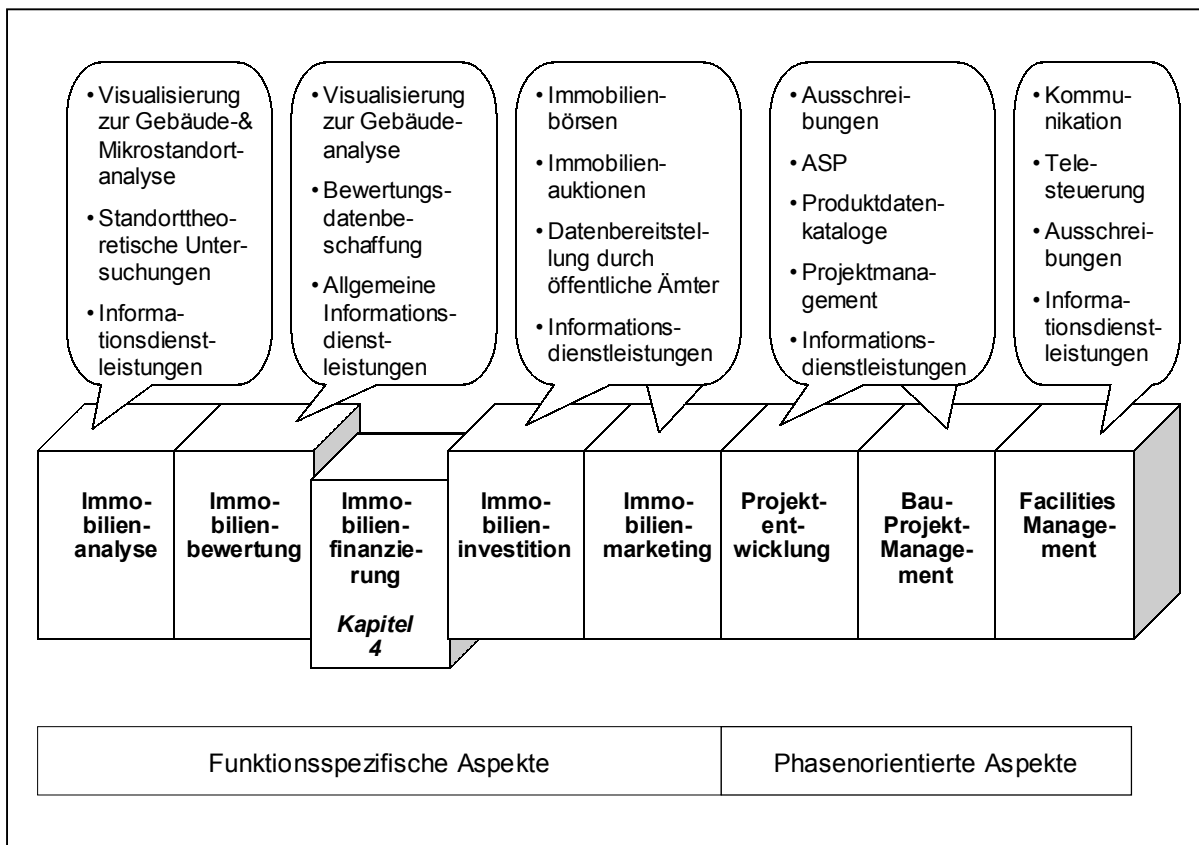 • Visualisierung
zur Gebäude-&
Mikrostandort-
analyse
• Standorttheo-
retische Unter-
suchungen
• Informa-
tionsdienst-
leistungen
• Visualisierung
zur Gebäude-
analyse
• Bewertungs-
datenbe-
schaffung
• Allgemeine
Informations-
dienst-
leistungen
• Immobilien-
börsen
• Immobilien-
auktionen
• Datenbereitstel-
lung durch
öffentliche Ämter
• Informations-
dienstleistungen
• Ausschrei-
bungen
• ASP
• Produktdaten-
kataloge
• Projektmana-
gement
• Informations-
dienstleistungen
• Kommu-
nikation
• Tele-
steuerung
• Ausschrei-
bungen
• Informa-
tionsdienst-
leistungen
Immo-
bilien-
analyse
Immo-
bilien-
bewertung
Immo-
bilien-
finanzie-
rung
Kapitel
4
Immo-
bilien-
investition
Immo-
bilien-
marketing
Projekt-
ent-
wicklung
Bau-
Projekt-
Manage-
ment
Facilities
Manage-
ment
Funktionsspezifische Aspekte
Phasenorientierte Aspekte